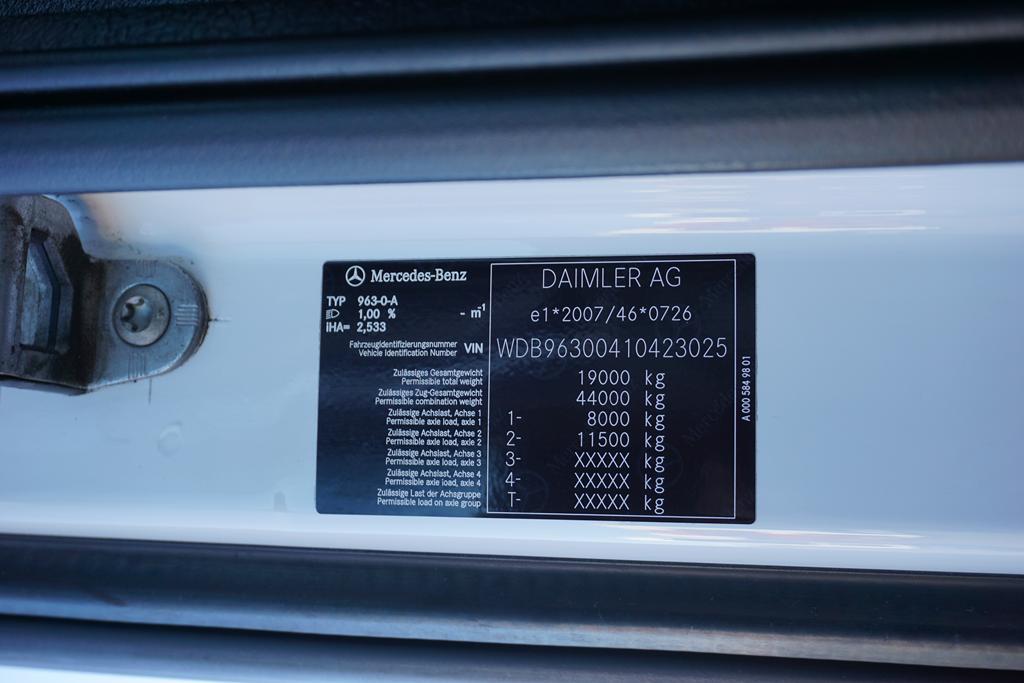 Mercedes-Benz
TYP 963-0-A
1,00 % - m-1
iHA= 2,533
Fahrzeugidentifizierungsnummer
Vehicle Identification Number VIN
Zulässiges Gesamtgewicht
Permissible total weight
Zulässiges Zug-Gesamtgewicht
Permissible combination weight
Zulässige Achslast, Achse 1
Permissible axle load, axle 1
Zulässige Achslast, Achse 2
Permissible axle load, axle 2
Zulässige Achslast, Achse 3
Permissible axle load, axle 3
Zulässige Achslast, Achse 4
Permissible axle load, axle 4
Zulässige Last der Achsgruppe
Permissible load on axle group
DAIMLER AG
e1*2007/46*0726
WDB96300410423025
19000 kg
44000 kg
1- 8000 kg
2- 11500 kg
3- XXXXX kg
4- XXXXX kg
T- XXXXX kg
A 000 584 98 01